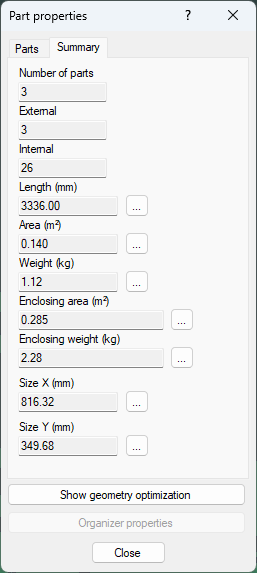 Part properties
?
Parts
Summary
Number of parts
3
External
3
Internal
26
Length (mm)
3336.00
...
Area (m²)
0.140
...
Weight (kg)
1.12
...
Enclosing area (m²)
0.285
...
Enclosing weight (kg)
2.28
...
Size X (mm)
816.32
...
Size Y (mm)
349.68
...
Show geometry optimization
Organizer properties
Close